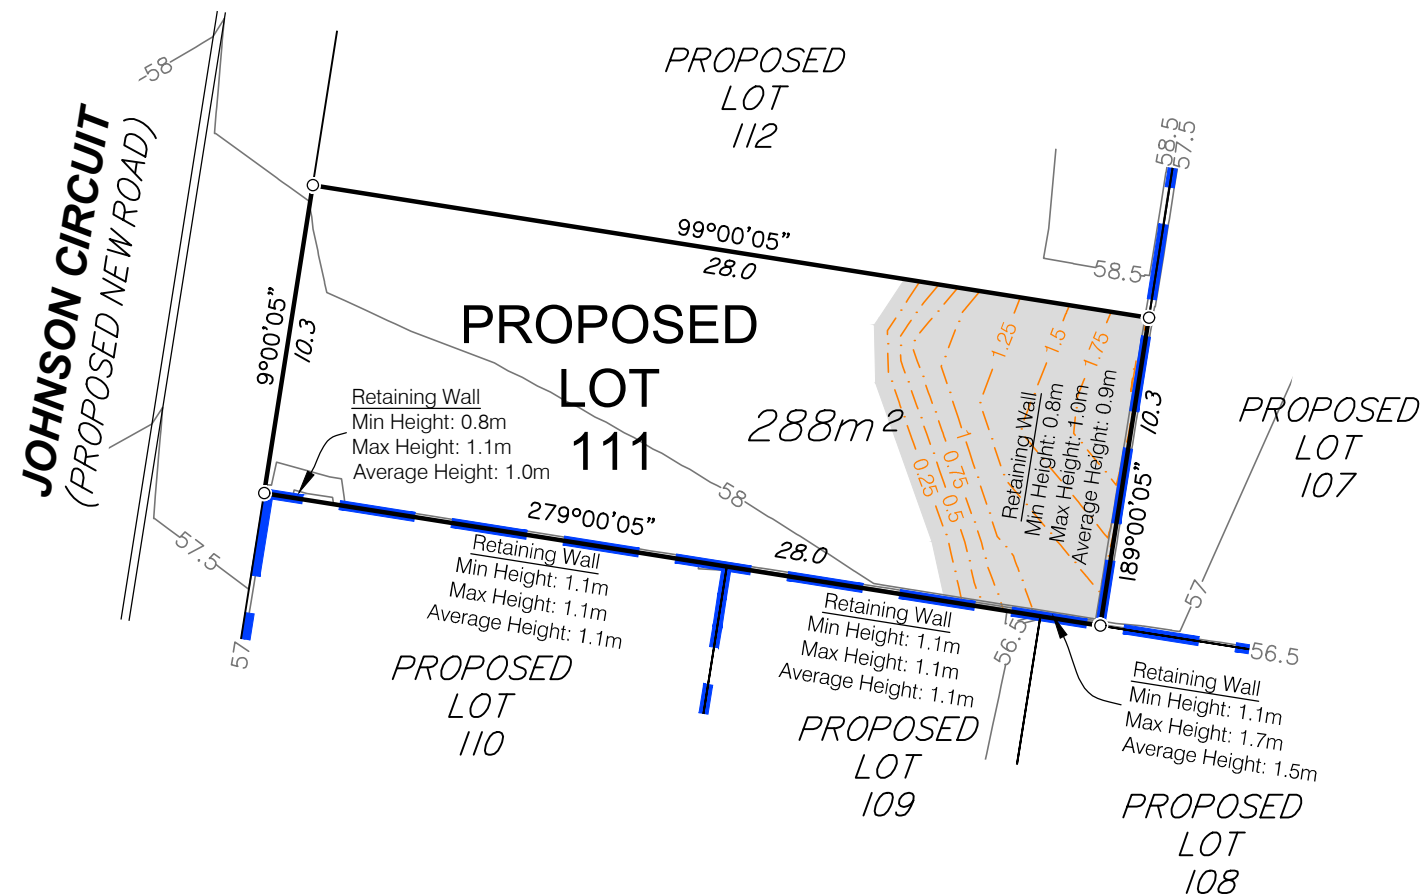 PROPOSED
LOT
112
-58
JOHNSON CIRCUIT
(PROPOSED NEW ROAD)
58.5
57.5
58.5
99°00'05"
28.0
9°00'05"
10.3
PROPOSED
LOT
111
288m²
Retaining Wall
Min Height: 0.8m
Max Height: 1.1m
Average Height: 1.0m
1.25
1.5
1.75
1
0.75
0.5
0.25
Retaining Wall
Min Height: 0.8m
Max Height: 1.0m
Average Height: 0.9m
10.3
189°00'05"
PROPOSED
LOT
107
58
57.5
57
279°00'05"
28.0
Retaining Wall
Min Height: 1.1m
Max Height: 1.1m
Average Height: 1.1m
PROPOSED
LOT
110
Retaining Wall
Min Height: 1.1m
Max Height: 1.1m
Average Height: 1.1m
PROPOSED
LOT
109
56.5
57
56.5
Retaining Wall
Min Height: 1.1m
Max Height: 1.7m
Average Height: 1.5m
PROPOSED
LOT
108